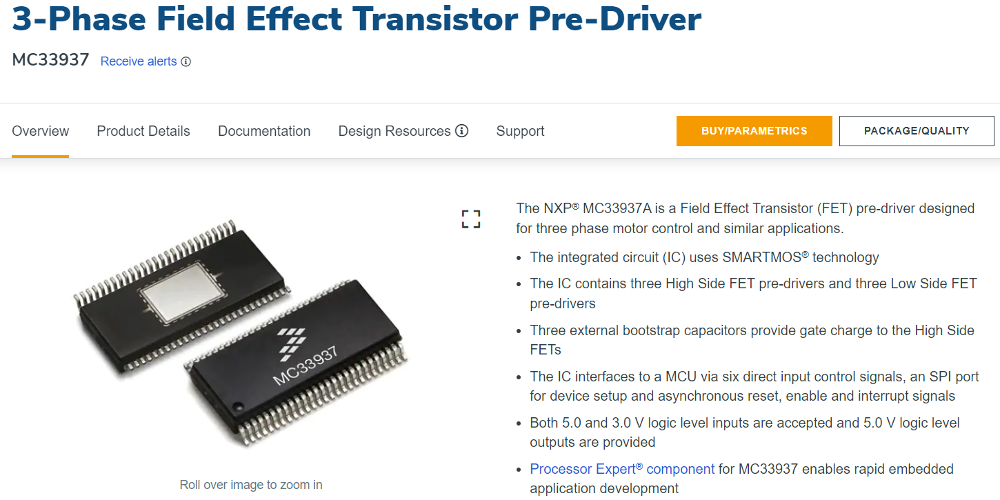 3-Phase Field Effect Transistor Pre-Driver
MC33937 Receive alerts
Overview Product Details Documentation Design Resources Support BUY/PARAMETRICS PACKAGE/QUALITY
MC33937
Roll over image to zoom in
The NXP® MC33937A is a Field Effect Transistor (FET) pre-driver designed
for three phase motor control and similar applications.
• The integrated circuit (IC) uses SMARTMOS® technology
• The IC contains three High Side FET pre-drivers and three Low Side FET
pre-drivers
• Three external bootstrap capacitors provide gate charge to the High Side
FETs
• The IC interfaces to a MCU via six direct input control signals, an SPI port
for device setup and asynchronous reset, enable and interrupt signals
• Both 5.0 and 3.0 V logic level inputs are accepted and 5.0 V logic level
outputs are provided
• Processor Expert® component for MC33937 enables rapid embedded
application development